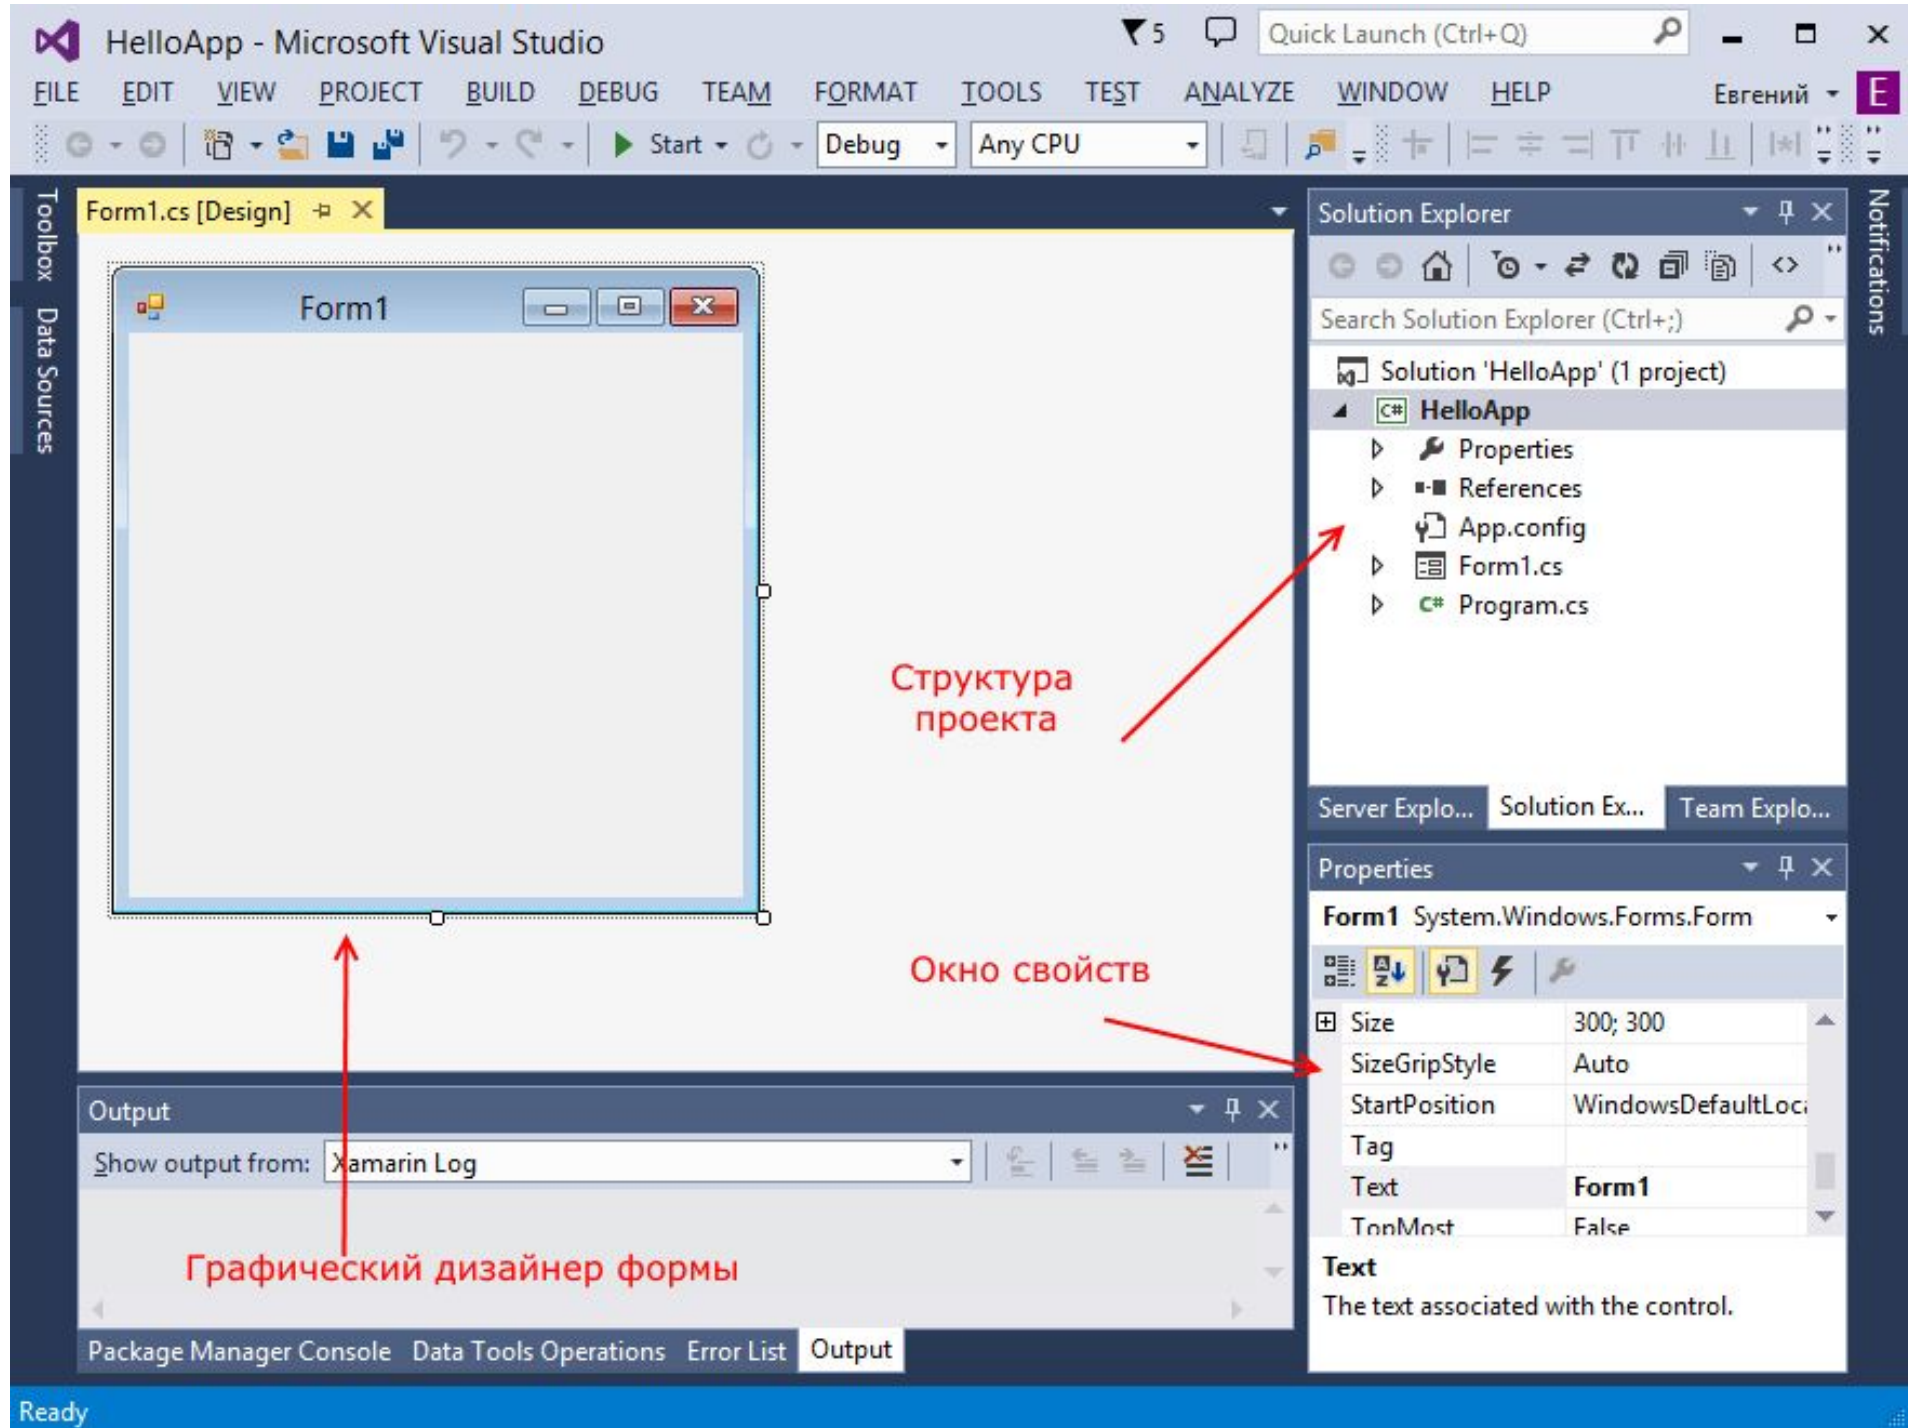 HelloApp - Microsoft Visual Studio
5
Quick Launch (Ctrl+Q)
FILE EDIT VIEW PROJECT BUILD DEBUG TEAM FORMAT TOOLS TEST ANALYZE WINDOW HELP
Евгений E
Start Debug Any CPU
Toolbox
Data Sources
Form1.cs [Design]
Form1
Структура
проекта
Окно свойств
Output
Show output from: Xamarin Log
Графический дизайнер формы
Package Manager Console Data Tools Operations Error List Output
Solution Explorer
Search Solution Explorer (Ctrl+;)
Solution 'HelloApp' (1 project)
C# HelloApp
Properties
References
App.config
Form1.cs
C# Program.cs
Server Explo... Solution Ex... Team Explo...
Properties
Form1 System.Windows.Forms.Form
Size 300; 300
SizeGripStyle Auto
StartPosition WindowsDefaultLoca
Tag
Text Form1
TopMost False
Text
The text associated with the control.
Notifications
Ready